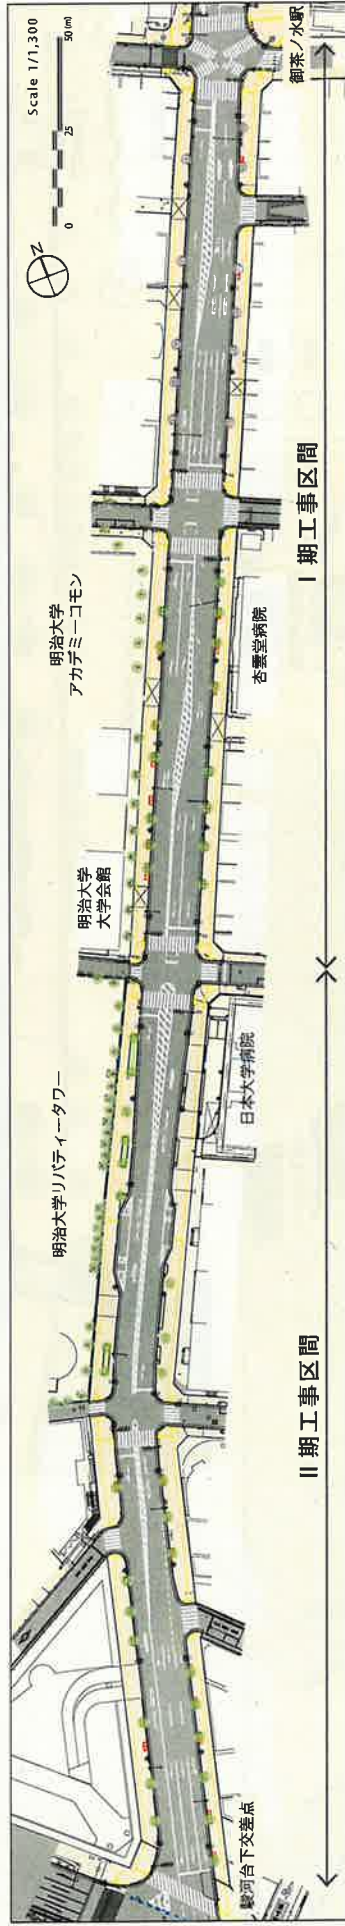 Scale 1/1,300
0 25 50(m)
N
御茶ノ水駅
明治大学
アカデミーコモン
杏雲堂病院
I 期工事区間
明治大学
大学会館
明治大学リバティータワー
日本大学病院
II 期工事区間
駿河台下交差点